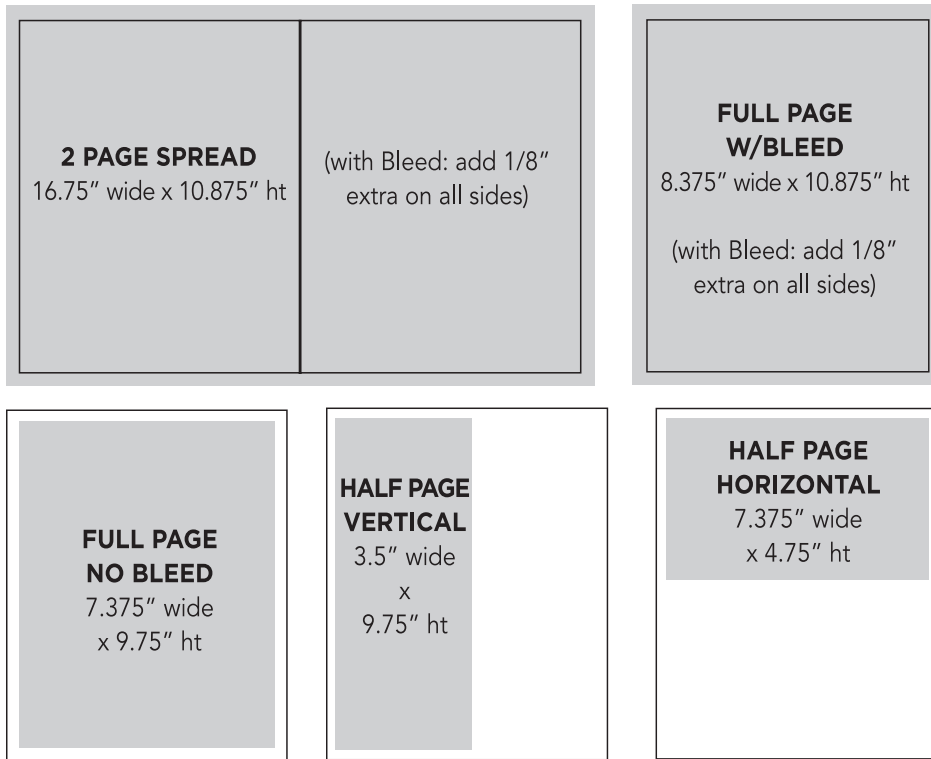 2 PAGE SPREAD
16.75” wide x 10.875” ht
(with Bleed: add 1/8”
extra on all sides)
FULL PAGE
W/BLEED
8.375” wide x 10.875” ht
(with Bleed: add 1/8”
extra on all sides)
FULL PAGE
NO BLEED
7.375” wide
x 9.75” ht
HALF PAGE
VERTICAL
3.5” wide
x
9.75” ht
HALF PAGE
HORIZONTAL
7.375” wide
x 4.75” ht